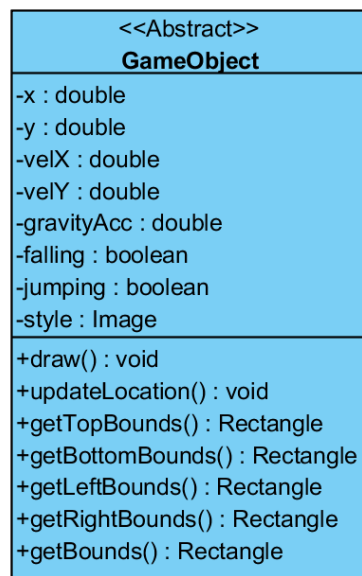 <<Abstract>>
GameObject
-x : double
-y : double
-velX : double
-velY : double
-gravityAcc : double
-falling : boolean
-jumping : boolean
-style : Image
+draw() : void
+updateLocation() : void
+getTopBounds() : Rectangle
+getBottomBounds() : Rectangle
+getLeftBounds() : Rectangle
+getRightBounds() : Rectangle
+getBounds() : Rectangle